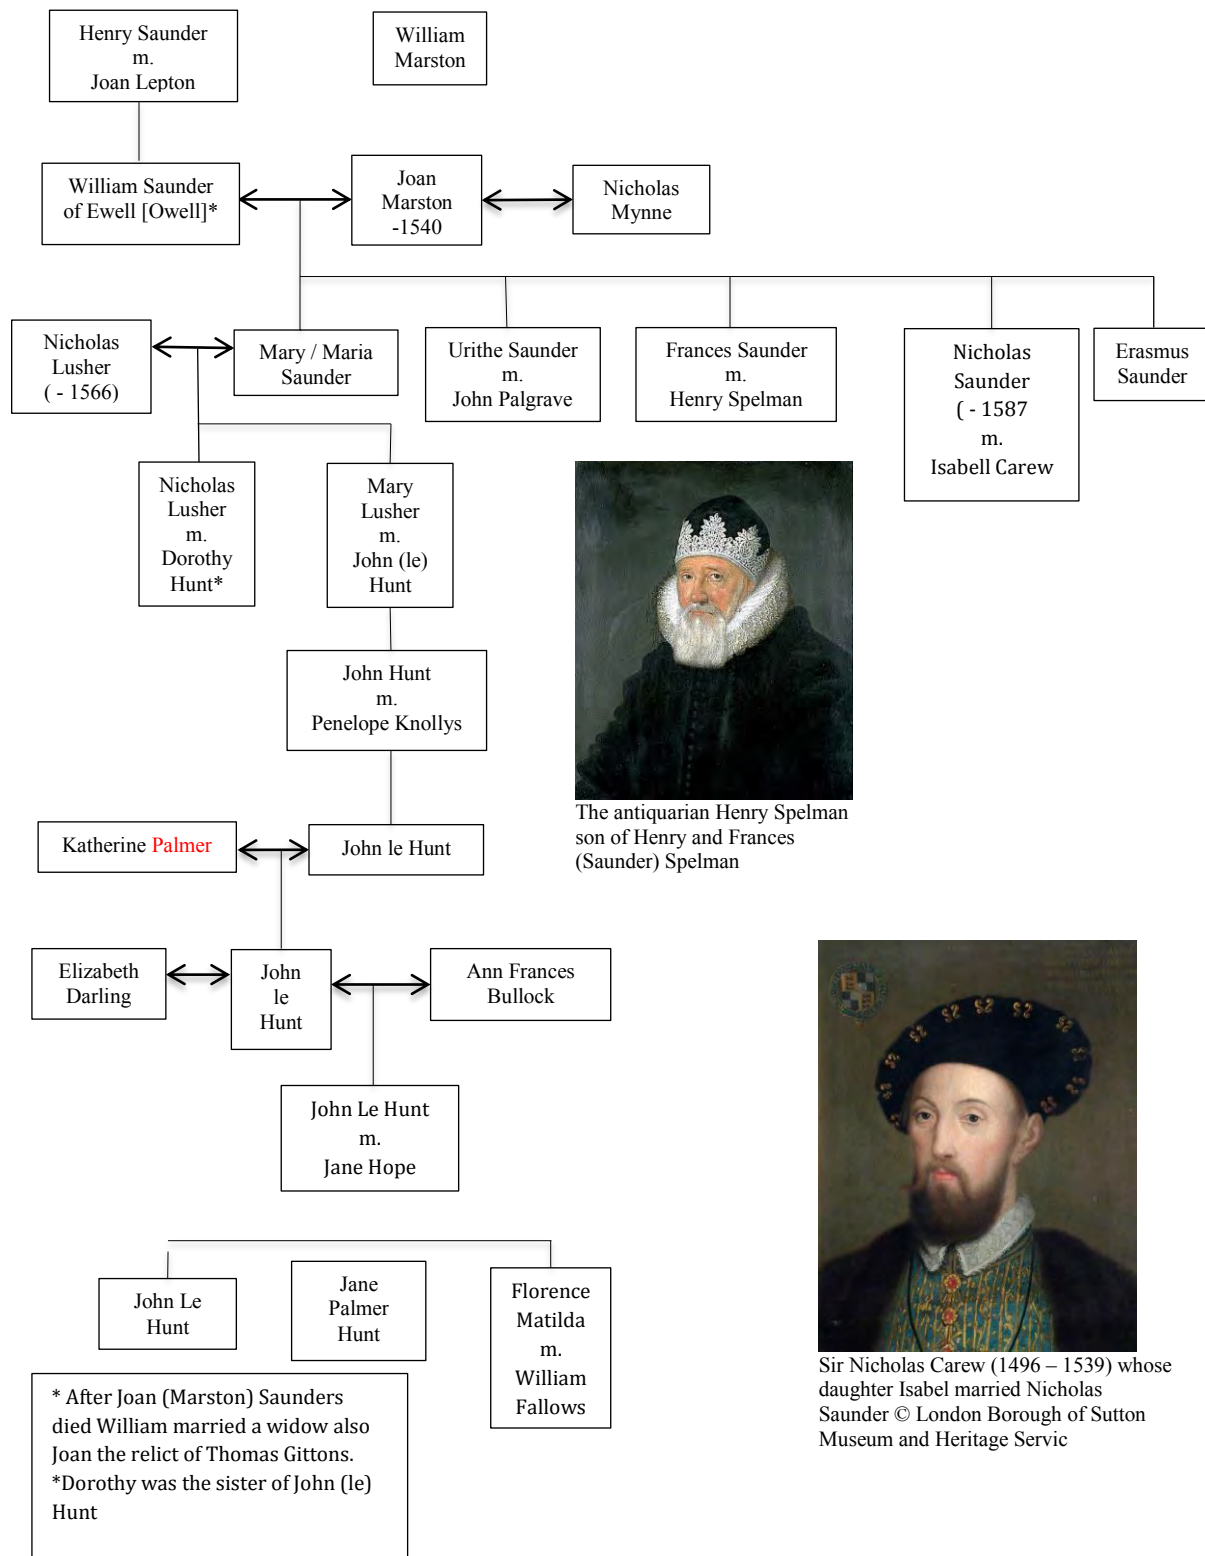 Henry Saunder
m.
Joan Lepton
William
Marston
William Saunder
of Ewell [Owell]*
Joan
Marston
-1540
Nicholas
Mynne
Nicholas
Lusher
( - 1566)
Mary / Maria
Saunder
Urithe Saunder
m.
John Palgrave
Frances Saunder
m.
Henry Spelman
Nicholas
Saunder
( - 1587
m.
Isabell Carew
Erasmus
Saunder
Nicholas
Lusher
m.
Dorothy
Hunt*
Mary
Lusher
m.
John (le)
Hunt
John Hunt
m.
Penelope Knollys
The antiquarian Henry Spelman
son of Henry and Frances
(Saunder) Spelman
Katherine Palmer
John le Hunt
Elizabeth
Darling
John
le
Hunt
Ann Frances
Bullock
John Le Hunt
m.
Jane Hope
John Le
Hunt
Jane
Palmer
Hunt
Florence
Matilda
m.
William
Fallows
Sir Nicholas Carew (1496 – 1539) whose
daughter Isabel married Nicholas
Saunder © London Borough of Sutton
Museum and Heritage Servic
* After Joan (Marston) Saunders
died William married a widow also
Joan the relict of Thomas Gittons.
*Dorothy was the sister of John (le)
Hunt